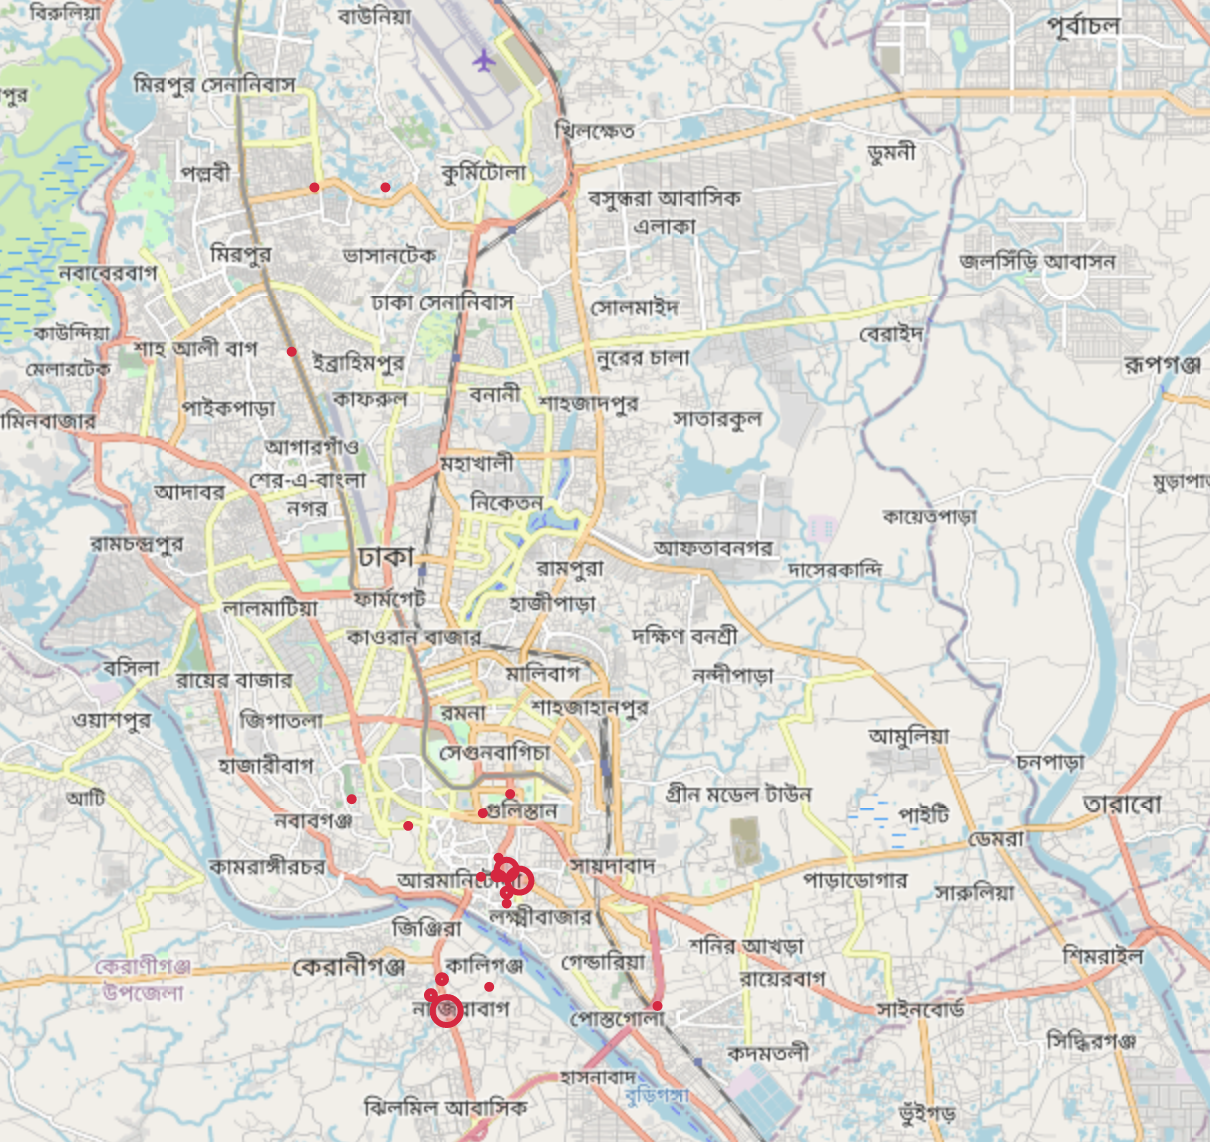 বিরুলিয়া
বাউনিয়া
পূর্বাচল
মিরপুর সেনানিবাস
পুর
খিলক্ষেত
ডুমনী
পল্লবী
কুর্মিটোলা
বসুন্ধরা আবাসিক
এলাকা
মিরপুর
ভাসানটেক
জলসিঁড়ি আবাসন
নবাবেরবাগ
ঢাকা সেনানিবাস
সোলমাইদ
কাউন্দিয়া
বেরাইদ
শাহ আলী বাগ
ইব্রাহিমপুর
নুরের চালা
রূপগঞ্জ
মেলারটেক
কাফরুল
বনানী
শাহজাদপুর
পাইকপাড়া
সাতারকুল
ামিনবাজার
আগারগাঁও
মহাখালী
শের-এ-বাংলা
নগর
আদাবর
নিকেতন
মুড়াপাড়
কায়েতপাড়া
রামচন্দ্রপুর
ঢাকা
আফতাবনগর
রামপুরা
দাসেরকান্দি
লালমাটিয়া
ফার্মগেট
হাজীপাড়া
কাওরান বাজার
দক্ষিণ বনশ্রী
বসিলা
রায়ের বাজার
মালিবাগ
নন্দীপাড়া
ওয়াশপুর
জিগাতলা
রমনা
শাহজাহানপুর
আমুলিয়া
সেগুনবাগিচা
হাজারীবাগ
চনপাড়া
আটি
গ্রীন মডেল টাউন
তারাবো
নবাবগঞ্জ
গুলিস্তান
পাইটি
ডেমরা
কামরাঙ্গীরচর
আরমানিটোলা
সায়দাবাদ
পাড়াডোগার
সারুলিয়া
লক্ষ্মীবাজার
জিঞ্জিরা
শনির আখড়া
কেরাণীগঞ্জ
উপজেলা
কেরানীগঞ্জ
কালিগঞ্জ
গেন্ডারিয়া
শিমরাইল
রায়েরবাগ
নাজিরাবাগ
পোস্তগোলা
সাইনবোর্ড
সিদ্ধিরগঞ্জ
কদমতলী
হাসনাবাদ
বুড়িগঙ্গা
ঝিলমিল আবাসিক
ভুঁইগড়